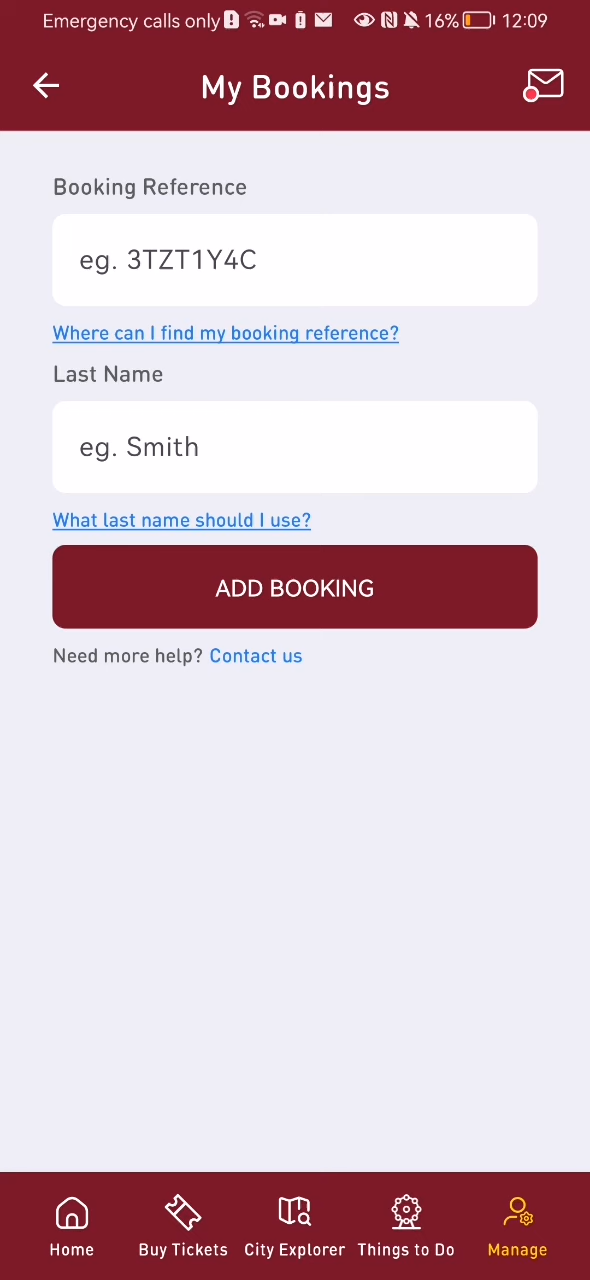 Emergency calls only 16% 12:09
My Bookings
Booking Reference
eg. 3TZT1Y4C
Where can I find my booking reference?
Last Name
eg. Smith
What last name should I use?
ADD BOOKING
Need more help? Contact us
Home Buy Tickets City Explorer Things to Do Manage